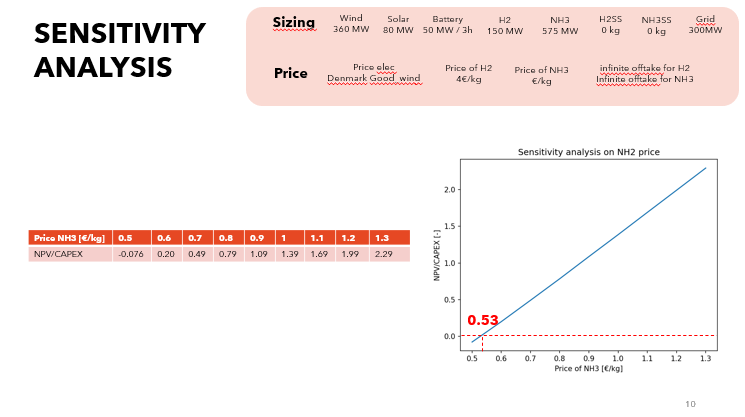 SENSITIVITY
ANALYSIS
Sizing
Wind
360 MW
Solar
80 MW
Battery
50 MW / 3h
H2
150 MW
NH3
575 MW
H2SS
0 kg
NH3SS
0 kg
Grid
300MW
Price
Price elec
Denmark Good_wind
Price of H2
4€/kg
Price of NH3
€/kg
infinite offtake for H2
Infinite offtake for NH3
Price NH3 [€/kg] 0.5 0.6 0.7 0.8 0.9 1 1.1 1.2 1.3
NPV/CAPEX -0.076 0.20 0.49 0.79 1.09 1.39 1.69 1.99 2.29
Sensitivity analysis on NH2 price
NPV/CAPEX [-]
2.0
1.5
1.0
0.5
0.0
0.53
0.5 0.6 0.7 0.8 0.9 1.0 1.1 1.2 1.3
Price of NH3 [€/kg]
10